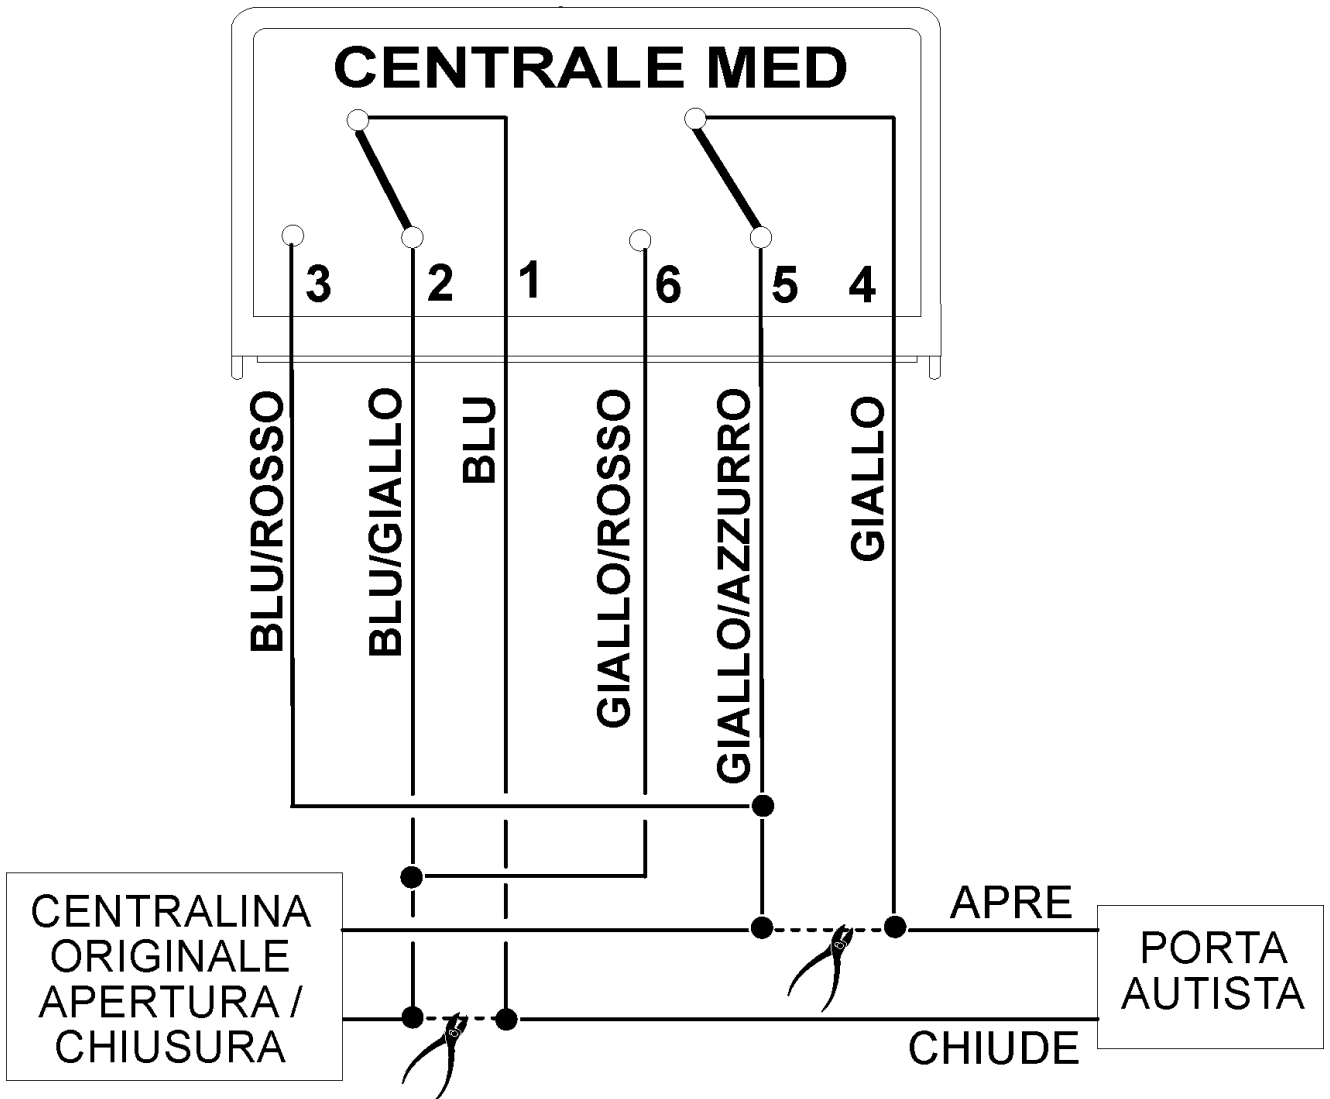 CENTRALE MED
3
2
1
6
5
4
BLU/ROSSO
BLU/GIALLO
BLU
GIALLO/ROSSO
GIALLO/AZZURRO
GIALLO
CENTRALINA
ORIGINALE
APERTURA /
CHIUSURA
APRE
CHIUDE
PORTA
AUTISTA